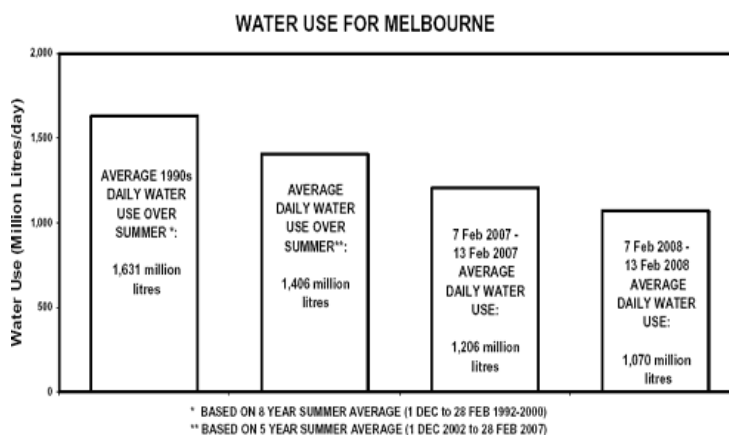 WATER USE FOR MELBOURNE
Water Use (Million Litres/day)
2,000
1,500
1,000
500
0
AVERAGE 1990s
DAILY WATER
USE OVER
SUMMER *:
1,631 million
litres
AVERAGE
DAILY WATER
USE OVER
SUMMER**:
1,406 million
litres
7 Feb 2007 -
13 Feb 2007
AVERAGE
DAILY WATER
USE:
1,206 million
litres
7 Feb 2008 -
13 Feb 2008
AVERAGE
DAILY WATER
USE:
1,070 million
litres
* BASED ON 8 YEAR SUMMER AVERAGE (1 DEC to 28 FEB 1992-2000)
** BASED ON 5 YEAR SUMMER AVERAGE (1 DEC 2002 to 28 FEB 2007)